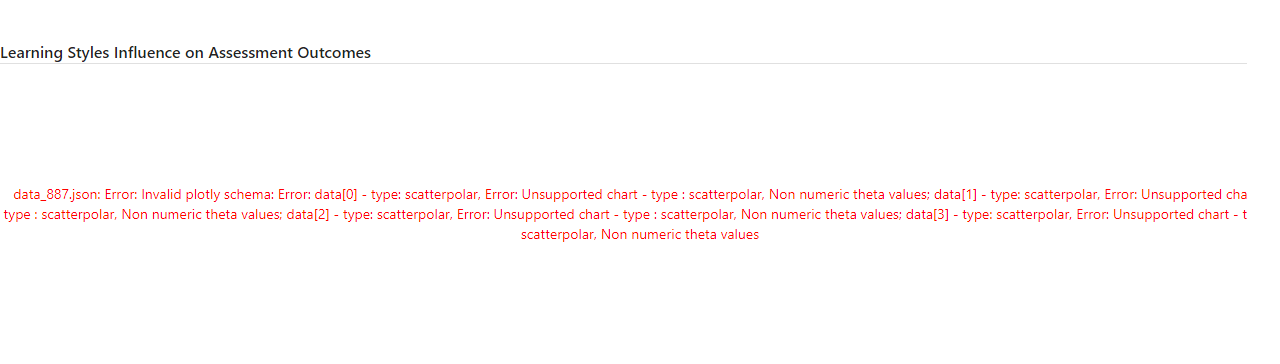 Learning Styles Influence on Assessment Outcomes
data_887.json: Error: Invalid plotly schema: Error: data[0] - type: scatterpolar, Error: Unsupported chart - type : scatterpolar, Non numeric theta values; data[1] - type: scatterpolar, Error: Unsupported cha
type : scatterpolar, Non numeric theta values; data[2] - type: scatterpolar, Error: Unsupported chart - type : scatterpolar, Non numeric theta values; data[3] - type: scatterpolar, Error: Unsupported chart - t
scatterpolar, Non numeric theta values